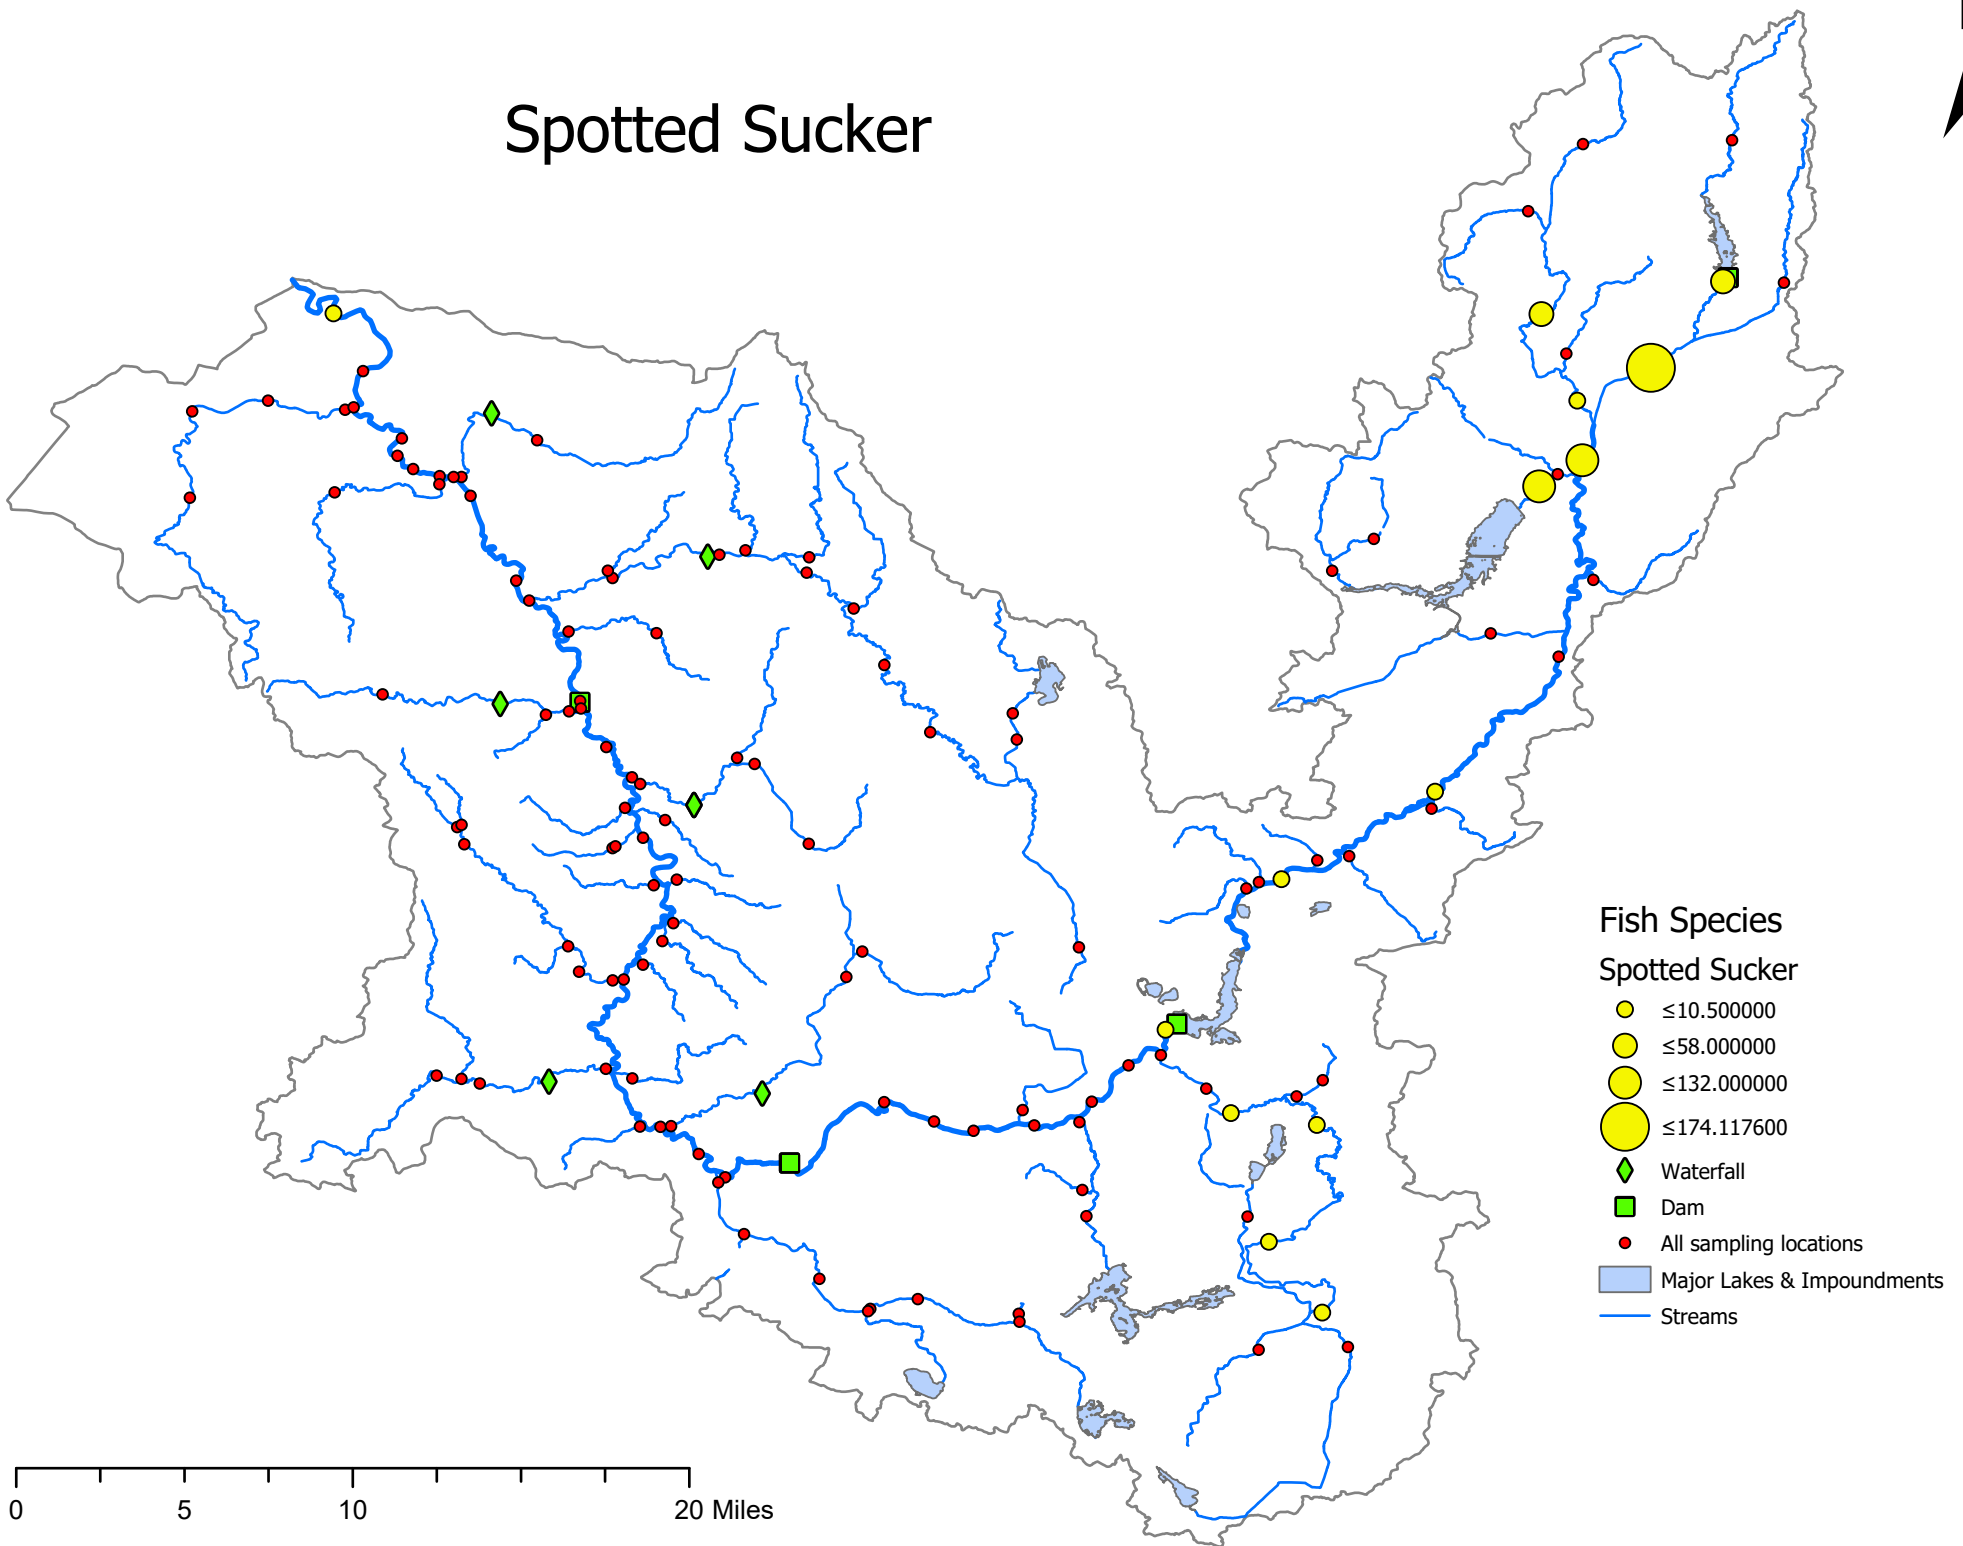 Spotted Sucker
Fish Species
Spotted Sucker
≤10.500000
≤58.000000
≤132.000000
≤174.117600
Waterfall
Dam
All sampling locations
Major Lakes & Impoundments
Streams
0 5 10 20 Miles